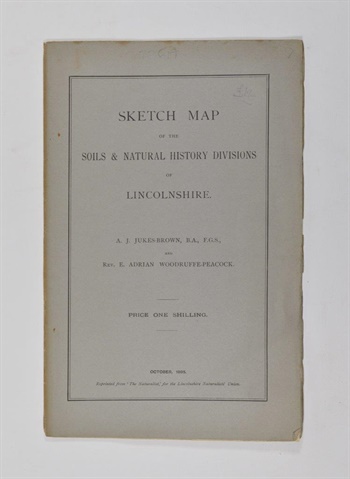 SKETCH MAP
OF THE
SOILS & NATURAL HISTORY DIVISIONS
OF
LINCOLNSHIRE.
A. J. JUKES-BROWN, B.A., F.G.S.,
AND
REV. E. ADRIAN WOODRUFFE-PEACOCK.
PRICE ONE SHILLING.
OCTOBER,
Reprinted from 'The Naturalist,' for the Lincolnshire Naturalists' Union.